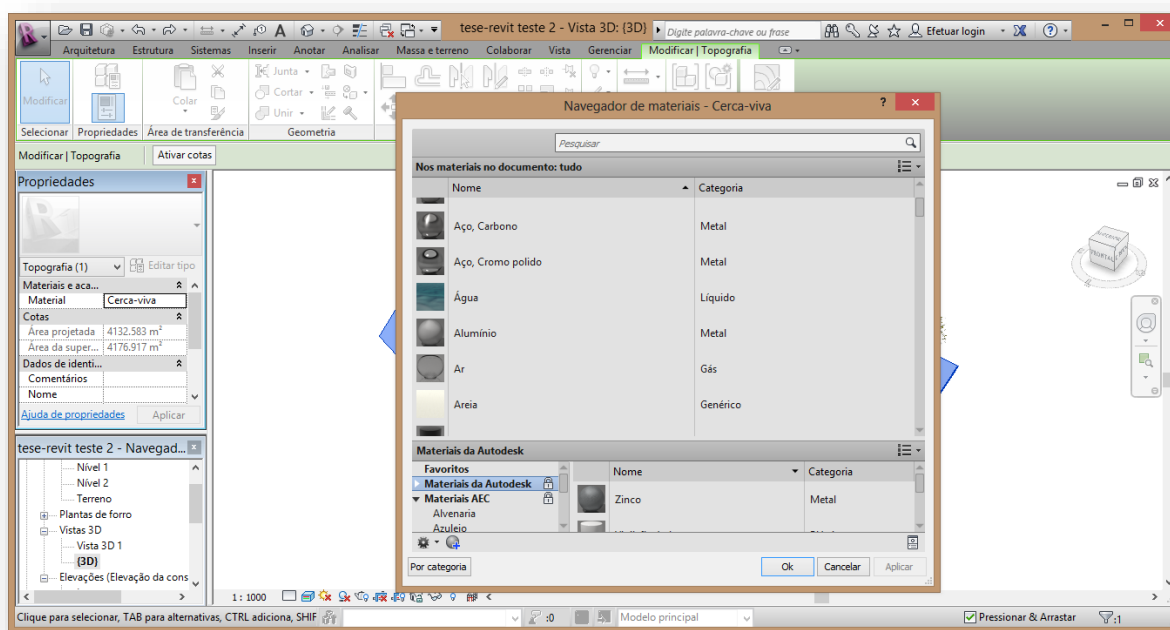 tese-revit teste 2 - Vista 3D: {3D}
Digite palavra-chave ou frase
Efetuar login
Arquitetura Estrutura Sistemas Inserir Anotar Analisar Massa e terreno Colaborar Vista Gerenciar Modificar | Topografia
Modificar
Colar
Junta
Cortar
Unir
Selecionar Propriedades Área de transferência Geometria
Modificar | Topografia Ativar cotas
Propriedades
Topografia (1) Editar tipo
Materiais e aca...
Material Cerca-viva
Cotas
Área projetada 4132.583 m²
Área da super... 4176.917 m²
Dados de identi...
Comentários
Nome
Ajuda de propriedades Aplicar
tese-revit teste 2 - Navegad...
Nível 1
Nível 2
Terreno
Plantas de forro
Vistas 3D
Vista 3D 1
{3D}
Elevações (Elevação da cons
Navegador de materiais - Cerca-viva
Pesquisar
Nos materiais no documento: tudo
Nome Categoria
Aço, Carbono Metal
Aço, Cromo polido Metal
Água Líquido
Alumínio Metal
Ar Gás
Areia Genérico
Materiais da Autodesk
Favoritos
Materiais da Autodesk
Materiais AEC
Alvenaria
Azulejo
Nome Categoria
Zinco Metal
Por categoria Ok Cancelar Aplicar
1 : 1000
Clique para selecionar, TAB para alternativas, CTRL adiciona, SHIF
:0 Modelo principal
Pressionar & Arrastar :1